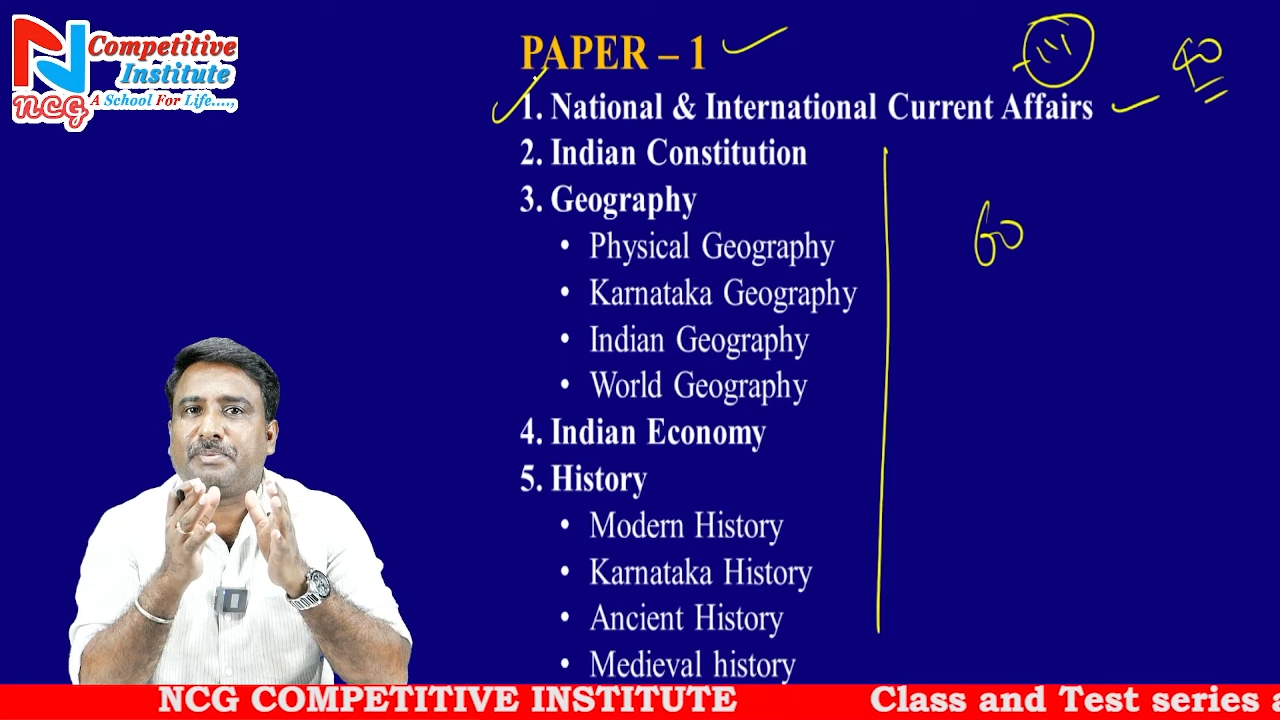 Competitive
Institute
NCG A School For Life....,
PAPER – 1
40
1. National & International Current Affairs
2. Indian Constitution
3. Geography
60
• Physical Geography
• Karnataka Geography
• Indian Geography
• World Geography
4. Indian Economy
5. History
• Modern History
• Karnataka History
• Ancient History
• Medieval history
NCG COMPETITIVE INSTITUTE Class and Test series a